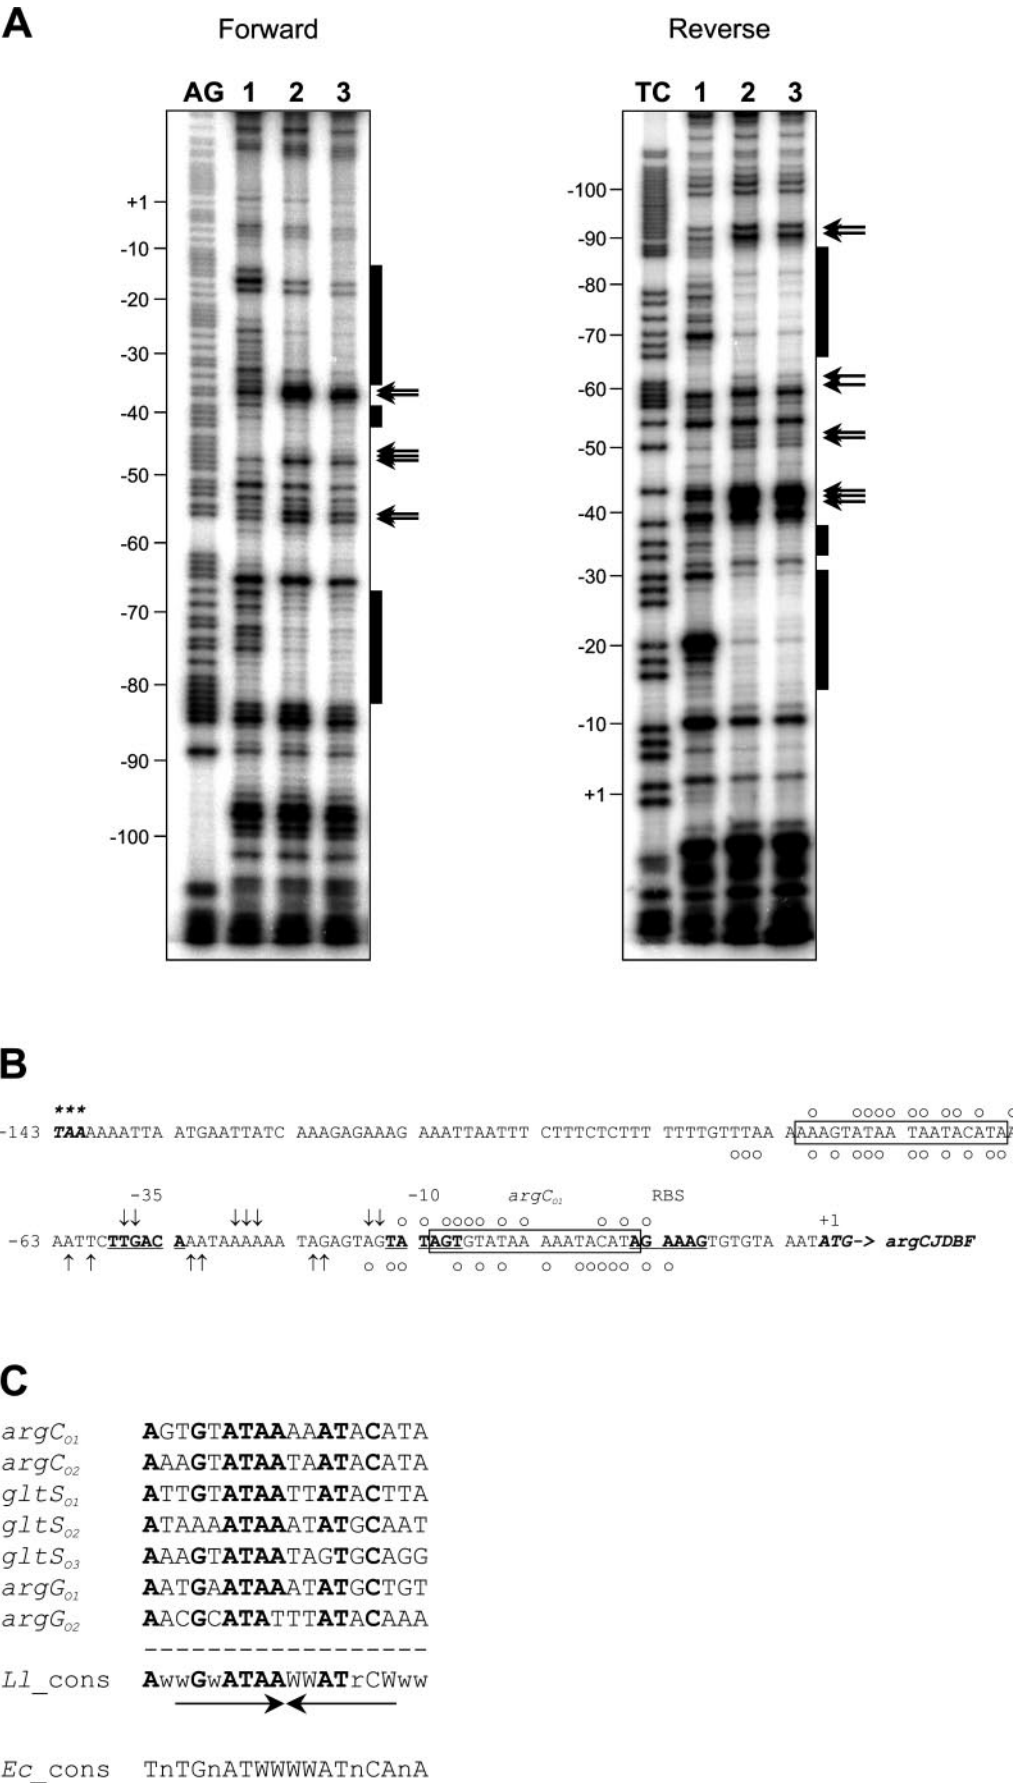 A
Forward Reverse
AG 1 2 3 TC 1 2 3
+1
-10
-20
-30
-40
-50
-60
-70
-80
-90
-100
-100
-90
-80
-70
-60
-50
-40
-30
-20
-10
+1
B
***
-143 TAAAAAATTA ATGAATTATC AAAGAGAAAG AAATTAATTT CTTTCTCTTT TTTTGTTTAA AAAAGTATAA TAATACATAA
-35 -10 argCO1 RBS
+1
-63 AATTCTTGAC AAATAAAAAA TAGAGTAGTA TAGTGTATAA AAATACATAG AAAGTGTGTA AATATG-> argCJDBF
C
argCO1 AGTGTATAAAAATACATA
argCO2 AAAGTATAATAATACATA
gltSO1 ATTGTATAATTATACTTA
gltSO2 ATAAAATAAATATGCAAT
gltSO3 AAAGTATAATAGTGCAGG
argGO1 AATGAATAAATATGCTGT
argGO2 AACGCATATTTATACAAA
------------------
Ll_cons AwwGwATAAWWATrCWww
Ec_cons TnTGnATWWWWATnCAnA